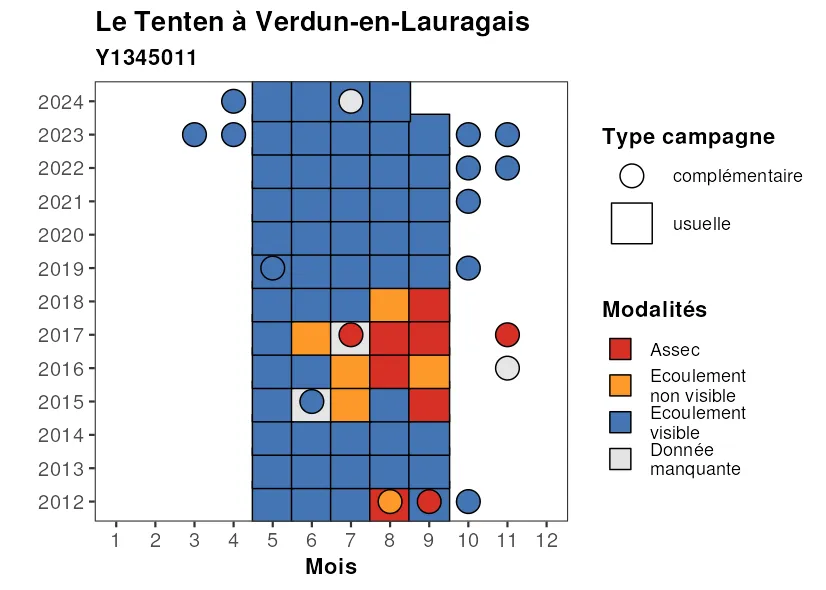 Le Tenten à Verdun-en-Lauragais
Y1345011
2024
2023
2022
2021
2020
2019
2018
2017
2016
2015
2014
2013
2012
1 2 3 4 5 6 7 8 9 10 11 12
Mois
Type campagne
complémentaire
usuelle
Modalités
Assec
Ecoulement
non visible
Ecoulement
visible
Donnée
manquante